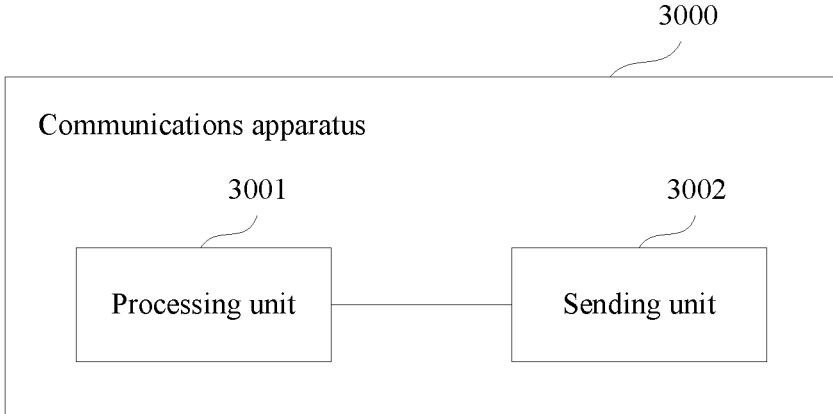 3000
Communications apparatus
3001
3002
Processing unit
Sending unit